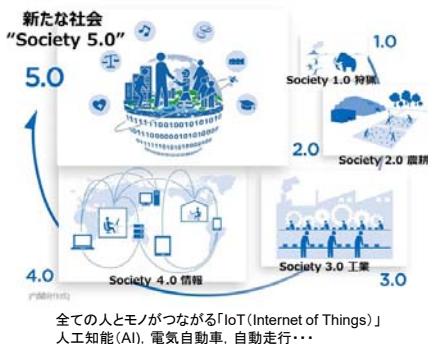 新たな社会
"Society 5.0"
5.0
1.0
Society 1.0 狩猟
2.0
Society 2.0 農耕
Society 3.0 工業
3.0
Society 4.0 情報
4.0
全ての人とモノがつながる「IoT（Internet of Things）」
人工知能（AI），電気自動車，自動走行・・・